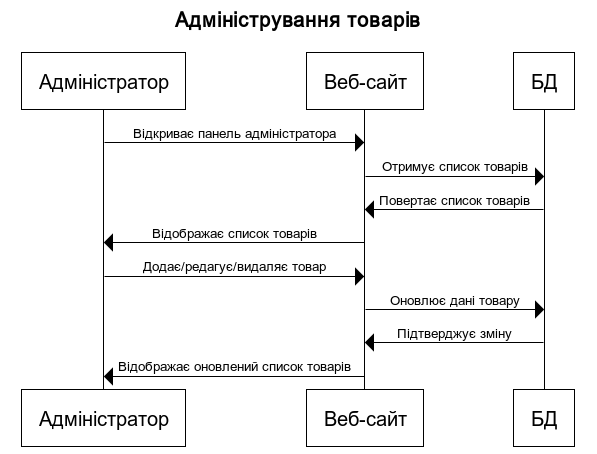 Адміністрування товарів
Адміністратор
Веб-сайт
БД
Відкриває панель адміністратора
Отримує список товарів
Повертає список товарів
Відображає список товарів
Додає/редагує/видаляє товар
Оновлює дані товару
Підтверджує зміну
Відображає оновлений список товарів
Адміністратор
Веб-сайт
БД